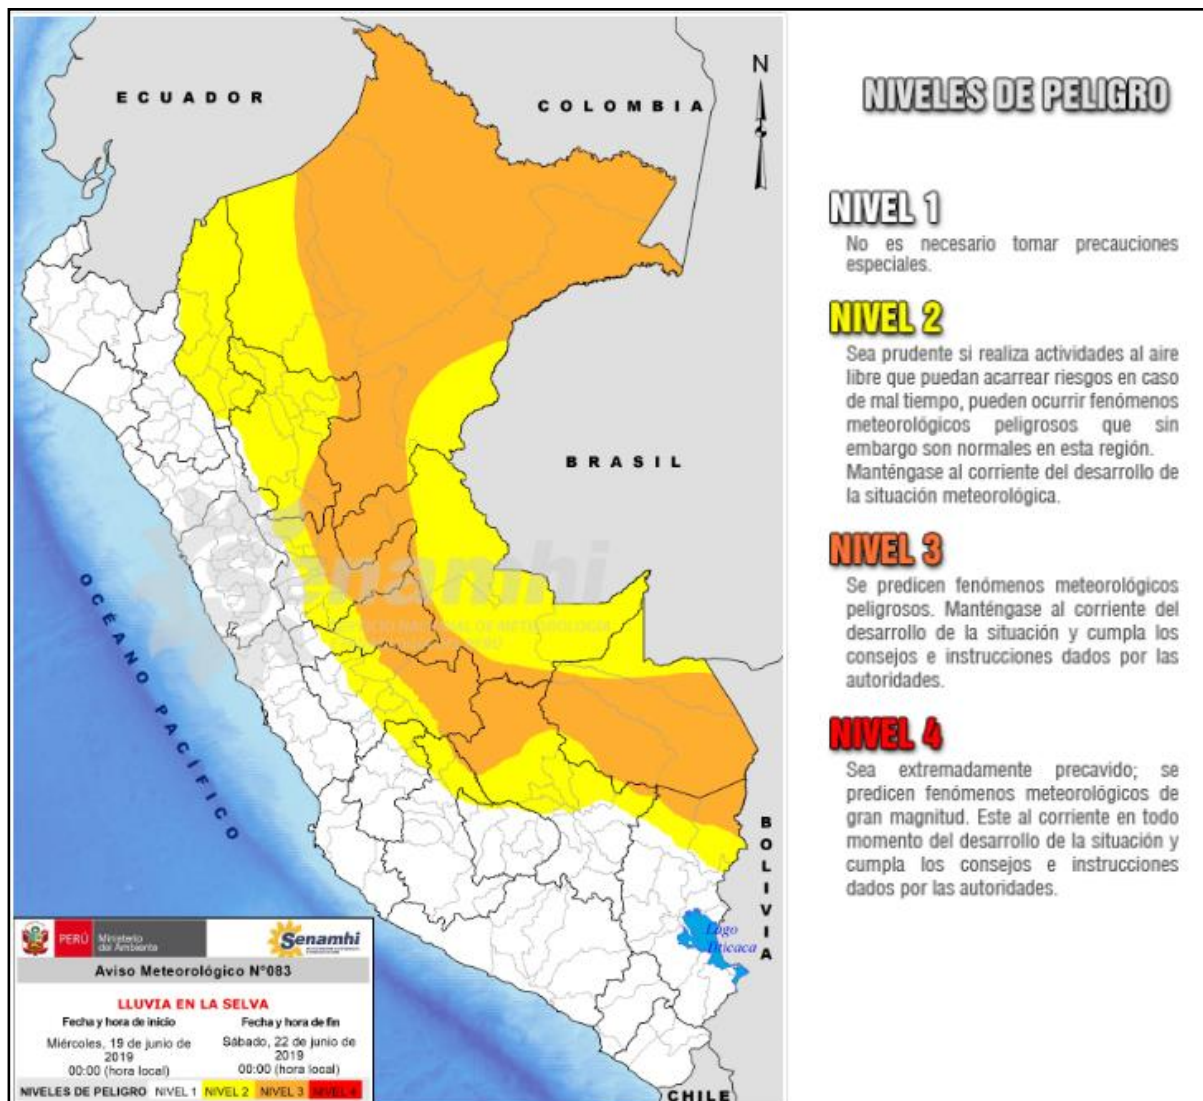 ECUADOR
COLOMBIA
N
BRASIL
OCÉANO PACÍFICO
BOLIVIA
Lago
Titicaca
CHILE
Senamhi
PERÚ
Ministerio
del Ambiente
Senamhi
Aviso Meteorológico N°083
LLUVIA EN LA SELVA
Fecha y hora de inicio
Miércoles, 19 de junio de
2019
00:00 (hora local)
Fecha y hora de fin
Sábado, 22 de junio de
2019
00:00 (hora local)
NIVELES DE PELIGRO NIVEL 1 NIVEL 2 NIVEL 3 NIVEL 4
NIVELES DE PELIGRO
NIVEL 1
No es necesario tomar precauciones
especiales.
NIVEL 2
Sea prudente si realiza actividades al aire
libre que puedan acarrear riesgos en caso
de mal tiempo, pueden ocurrir fenómenos
meteorológicos peligrosos que sin
embargo son normales en esta región.
Manténgase al corriente del desarrollo de
la situación meteorológica.
NIVEL 3
Se predicen fenómenos meteorológicos
peligrosos. Manténgase al corriente del
desarrollo de la situación y cumpla los
consejos e instrucciones dados por las
autoridades.
NIVEL 4
Sea extremadamente precavido; se
predicen fenómenos meteorológicos de
gran magnitud. Este al corriente en todo
momento del desarrollo de la situación y
cumpla los consejos e instrucciones
dados por las autoridades.